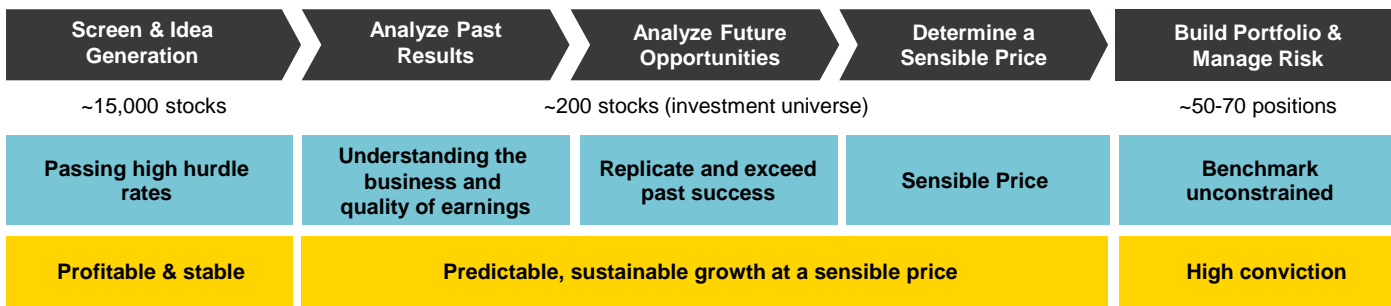 Screen & Idea
Generation
Analyze Past
Results
Analyze Future
Opportunities
Determine a
Sensible Price
Build Portfolio &
Manage Risk
~15,000 stocks
~200 stocks (investment universe)
~50-70 positions
Passing high hurdle
rates
Understanding the
business and
quality of earnings
Replicate and exceed
past success
Sensible Price
Benchmark
unconstrained
Profitable & stable
Predictable, sustainable growth at a sensible price
High conviction